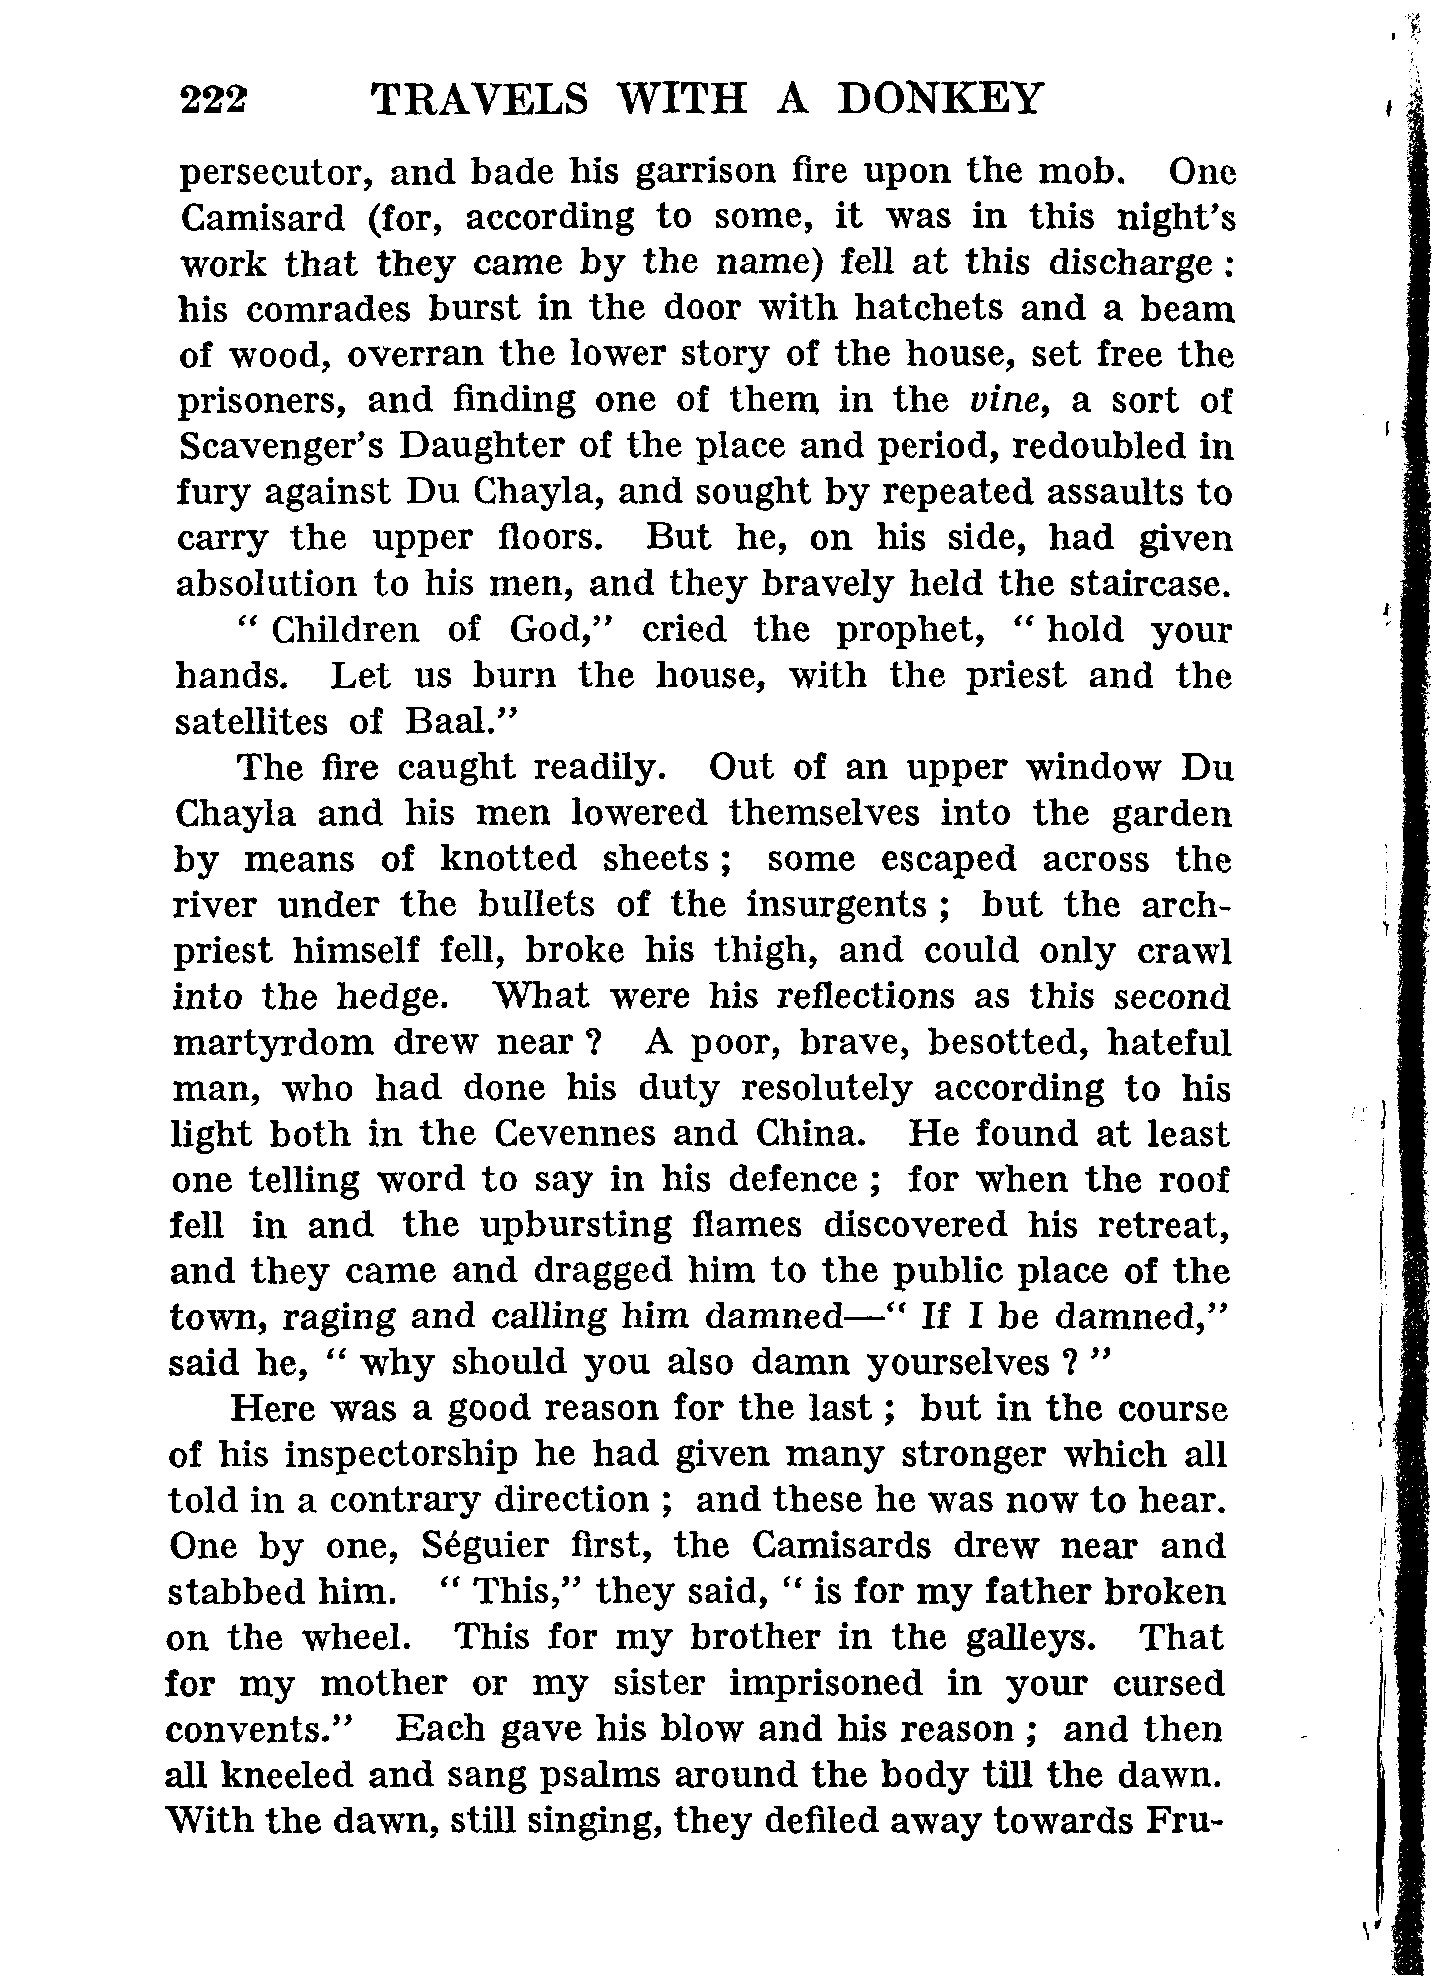 222 TRAVELS WITH A DONKEY
persecutor, and bade his garrison fire upon the mob. One
Camisard (for, according to some, it was in this night's
work that they came by the name) fell at this discharge :
his comrades burst in the door with hatchets and a beam
of wood, overran the lower story of the house, set free the
prisoners, and finding one of them in the vine, a sort of
Scavenger's Daughter of the place and period, redoubled in
fury against Du Chayla, and sought by repeated assaults to
carry the upper floors. But he, on his side, had given
absolution to his men, and they bravely held the staircase.
“ Children of God,” cried the prophet, “ hold your
hands. Let us burn the house, with the priest and the
satellites of Baal.”
The fire caught readily. Out of an upper window Du
Chayla and his men lowered themselves into the garden
by means of knotted sheets ; some escaped across the
river under the bullets of the insurgents ; but the arch-
priest himself fell, broke his thigh, and could only crawl
into the hedge. What were his reflections as this second
martyrdom drew near ? A poor, brave, besotted, hateful
man, who had done his duty resolutely according to his
light both in the Cevennes and China. He found at least
one telling word to say in his defence ; for when the roof
fell in and the upbursting flames discovered his retreat,
and they came and dragged him to the public place of the
town, raging and calling him damned—“ If I be damned,”
said he, “ why should you also damn yourselves ? ”
Here was a good reason for the last ; but in the course
of his inspectorship he had given many stronger which all
told in a contrary direction ; and these he was now to hear.
One by one, Séguier first, the Camisards drew near and
stabbed him. “ This,” they said, “ is for my father broken
on the wheel. This for my brother in the galleys. That
for my mother or my sister imprisoned in your cursed
convents.” Each gave his blow and his reason ; and then
all kneeled and sang psalms around the body till the dawn.
With the dawn, still singing, they defiled away towards Fru-